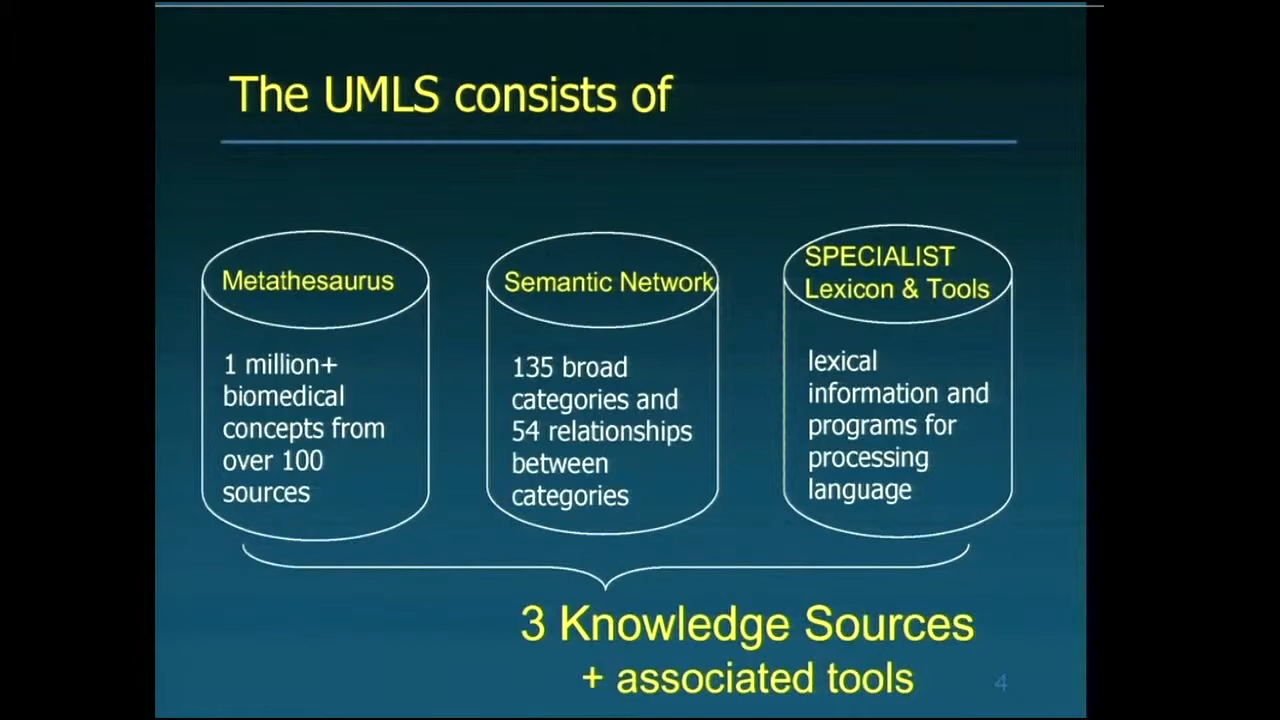 The UMLS consists of
Metathesaurus
1 million+
biomedical
concepts from
over 100
sources
Semantic Network
135 broad
categories and
54 relationships
between
categories
SPECIALIST
Lexicon & Tools
lexical
information and
programs for
processing
language
3 Knowledge Sources
+ associated tools
4